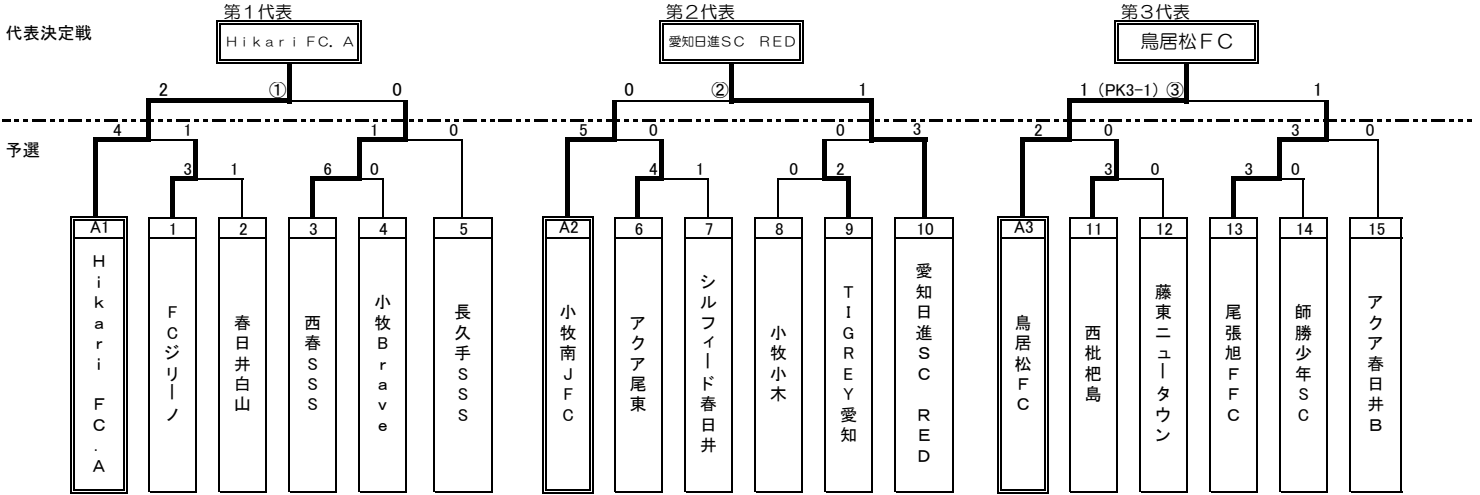 第1代表
第2代表
第3代表
代表決定戦
Hikari FC. A
愛知日進SC RED
鳥居松FC
2 ① 0
0 ② 1
1 (PK3-1) ③ 1
4 1 1 0
5 0 0 3
2 0 3 0
予選
3 1 6 0
4 1 0 2
3 0 3 0
A1 1 2 3 4 5
A2 6 7 8 9 10
A3 11 12 13 14 15
Hikari FC.A
FCジリーノ
春日井白山
西春SSS
小牧Brave
長久手SSS
小牧南JFC
アクア尾東
シルフィード春日井
小牧小木
TIGREY愛知
愛知日進SC RED
鳥居松FC
西枇杷島
藤東ニュータウン
尾張旭FFC
師勝少年SC
アクア春日井B